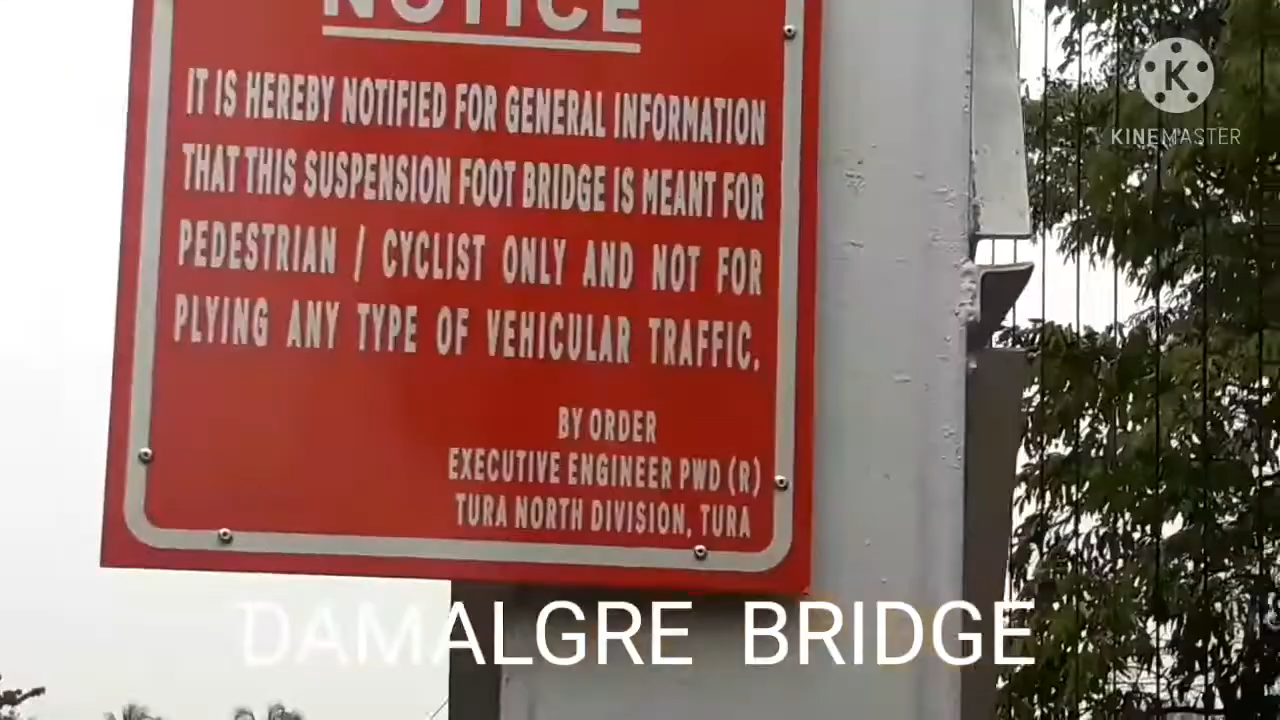 NOTICE
IT IS HEREBY NOTIFIED FOR GENERAL INFORMATION
THAT THIS SUSPENSION FOOT BRIDGE IS MEANT FOR
PEDESTRIAN / CYCLIST ONLY AND NOT FOR
PLYING ANY TYPE OF VEHICULAR TRAFFIC.
BY ORDER
EXECUTIVE ENGINEER PWD (R)
TURA NORTH DIVISION, TURA
DAMALGRE BRIDGE
K
KINEMASTER